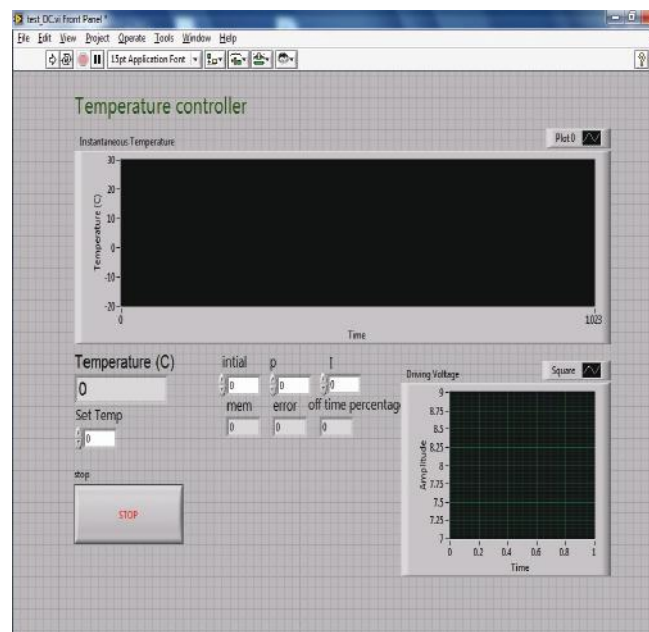 test_DC.vi Front Panel *
File Edit View Project Operate Tools Window Help
15pt Application Font
Temperature controller
Instantaneous Temperature
Plot 0
30
20
10
0
-10
-20
Temperature (C)
0 1023
Time
Temperature (C) intial p I
0 0 0 0
Set Temp mem error off time percentag
0 0 0 0
stop
STOP
Driving Voltage Square
9
8.75
8.5
8.25
8
7.75
7.5
7.25
7
Amplitude
0 0.2 0.4 0.6 0.8 1
Time